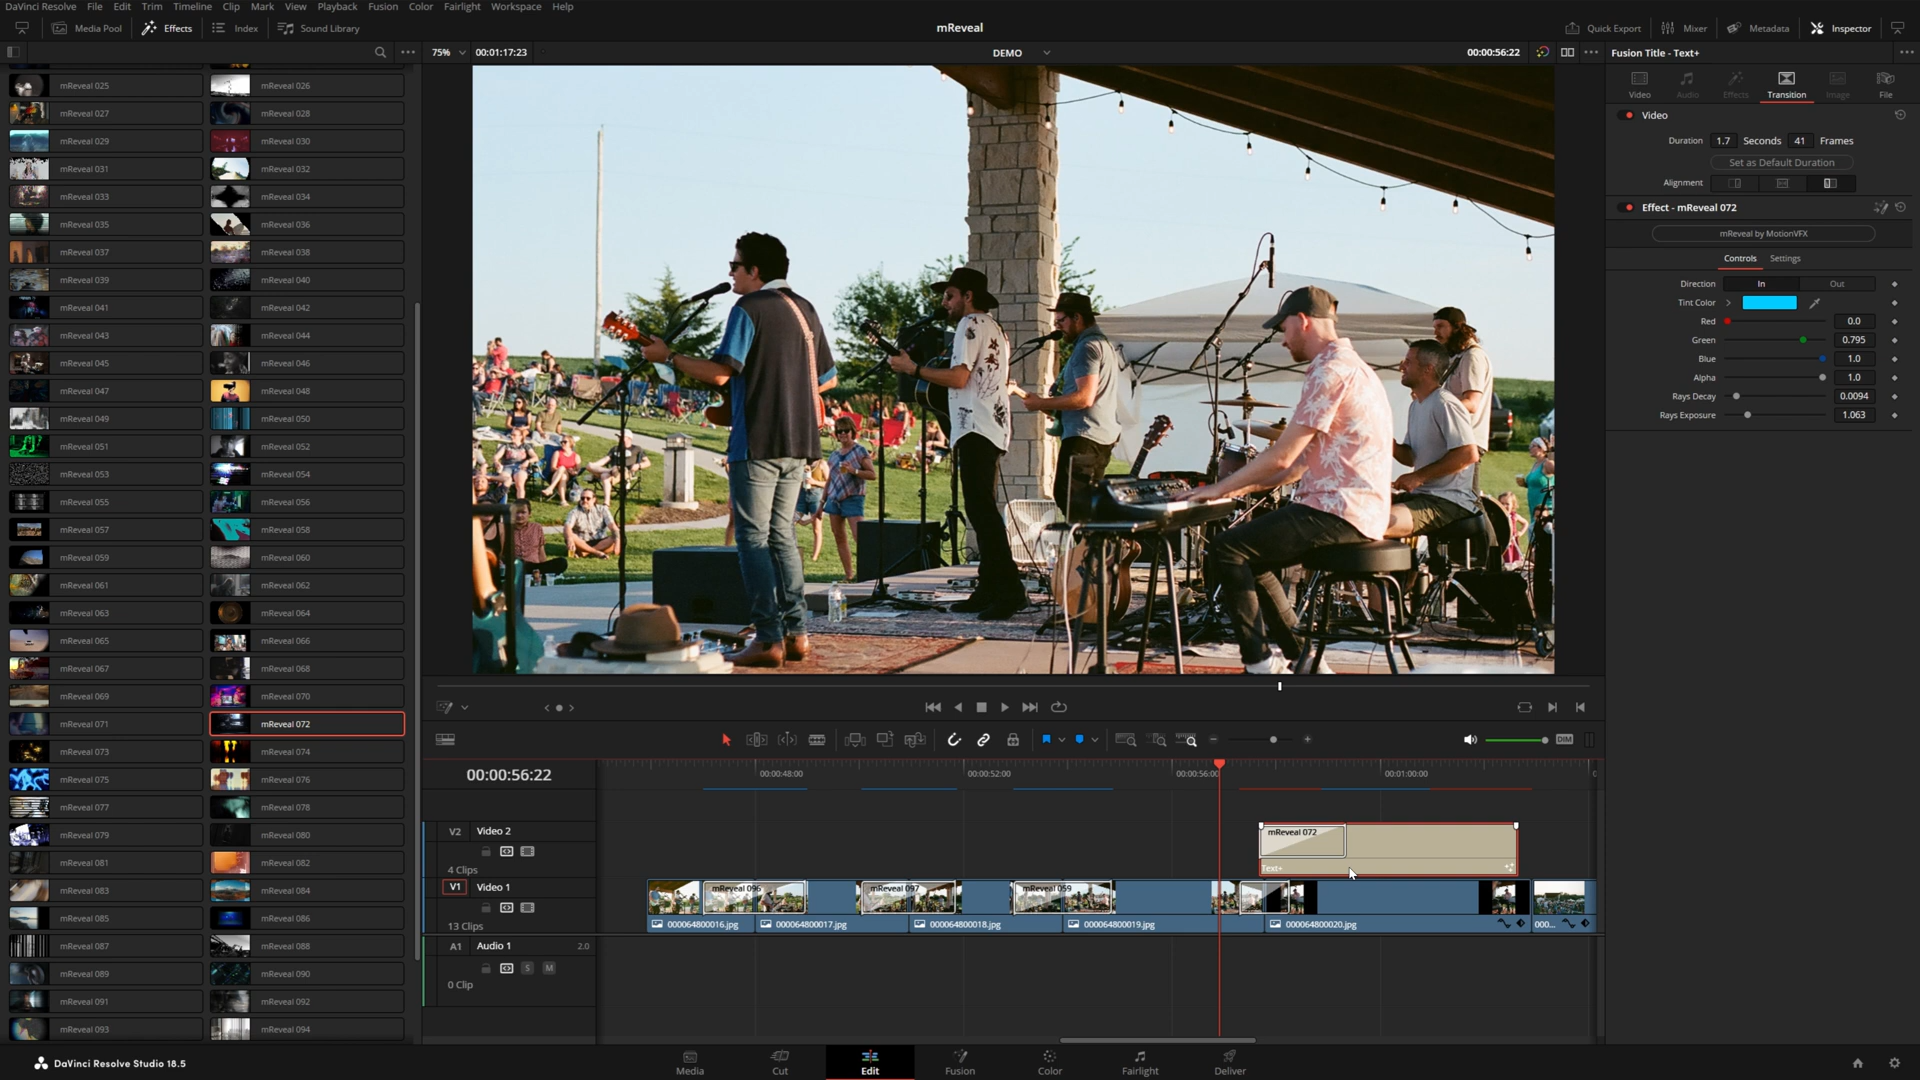 DaVinci Resolve File Edit Trim Timeline Clip Mark View Playback Fusion Color Fairlight Workspace Help
Media Pool Effects Index Sound Library
mReveal
Quick Export Mixer Metadata Inspector
75% 00:01:17:23
DEMO
00:00:56:22
Fusion Title - Text+
mReveal 025 mReveal 026
mReveal 027 mReveal 028
mReveal 029 mReveal 030
mReveal 031 mReveal 032
mReveal 033 mReveal 034
mReveal 035 mReveal 036
mReveal 037 mReveal 038
mReveal 039 mReveal 040
mReveal 041 mReveal 042
mReveal 043 mReveal 044
mReveal 045 mReveal 046
mReveal 047 mReveal 048
mReveal 049 mReveal 050
mReveal 051 mReveal 052
mReveal 053 mReveal 054
mReveal 055 mReveal 056
mReveal 057 mReveal 058
mReveal 059 mReveal 060
mReveal 061 mReveal 062
mReveal 063 mReveal 064
mReveal 065 mReveal 066
mReveal 067 mReveal 068
mReveal 069 mReveal 070
mReveal 071 mReveal 072
mReveal 073 mReveal 074
mReveal 075 mReveal 076
mReveal 077 mReveal 078
mReveal 079 mReveal 080
mReveal 081 mReveal 082
mReveal 083 mReveal 084
mReveal 085 mReveal 086
mReveal 087 mReveal 088
mReveal 089 mReveal 090
mReveal 091 mReveal 092
mReveal 093 mReveal 094
Video Audio Effects Transition Image File
Video
Duration 1.7 Seconds 41 Frames
Set as Default Duration
Alignment
Effect - mReveal 072
mReveal by MotionVFX
Controls Settings
Direction In Out
Tint Color
Red 0.0
Green 0.795
Blue 1.0
Alpha 1.0
Rays Decay 0.0094
Rays Exposure 1.063
DIM
00:00:56:22
00:00:48:00 00:00:52:00 00:00:56:00 00:01:00:00
V2 Video 2
4 Clips
mReveal 072
Text+
V1 Video 1
13 Clips
mReveal 096 mReveal 097 mReveal 059
000064800016.jpg 000064800017.jpg 000064800018.jpg 000064800019.jpg 000064800020.jpg 000...
A1 Audio 1 2.0
S M
0 Clip
DaVinci Resolve Studio 18.5
Media Cut Edit Fusion Color Fairlight Deliver